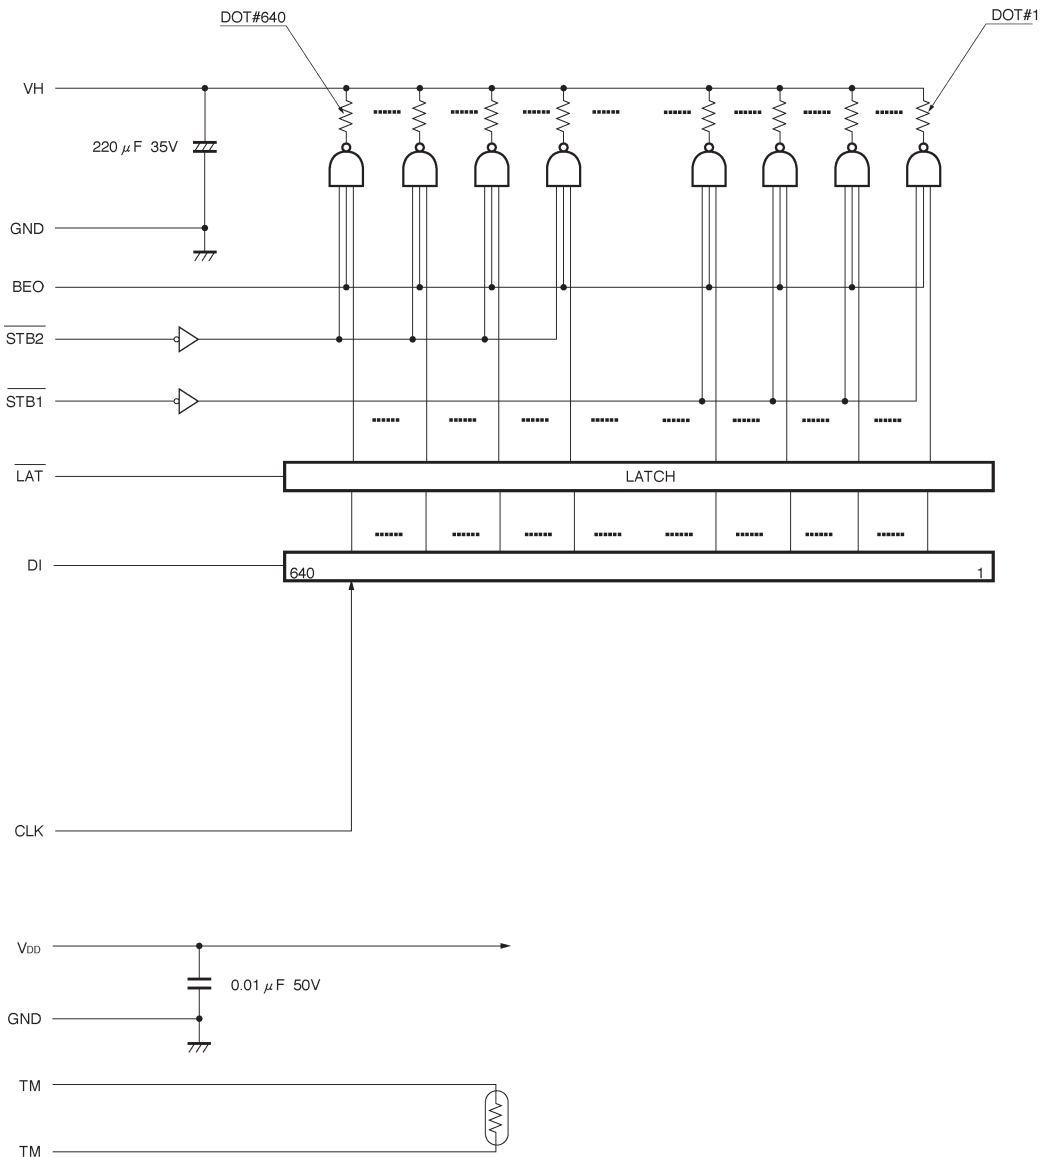 DOT#640
DOT#1
VH
220 μF 35V
GND
BEO
STB2
STB1
LAT
LATCH
DI
640
1
CLK
VDD
0.01 μF 50V
GND
TM
TM